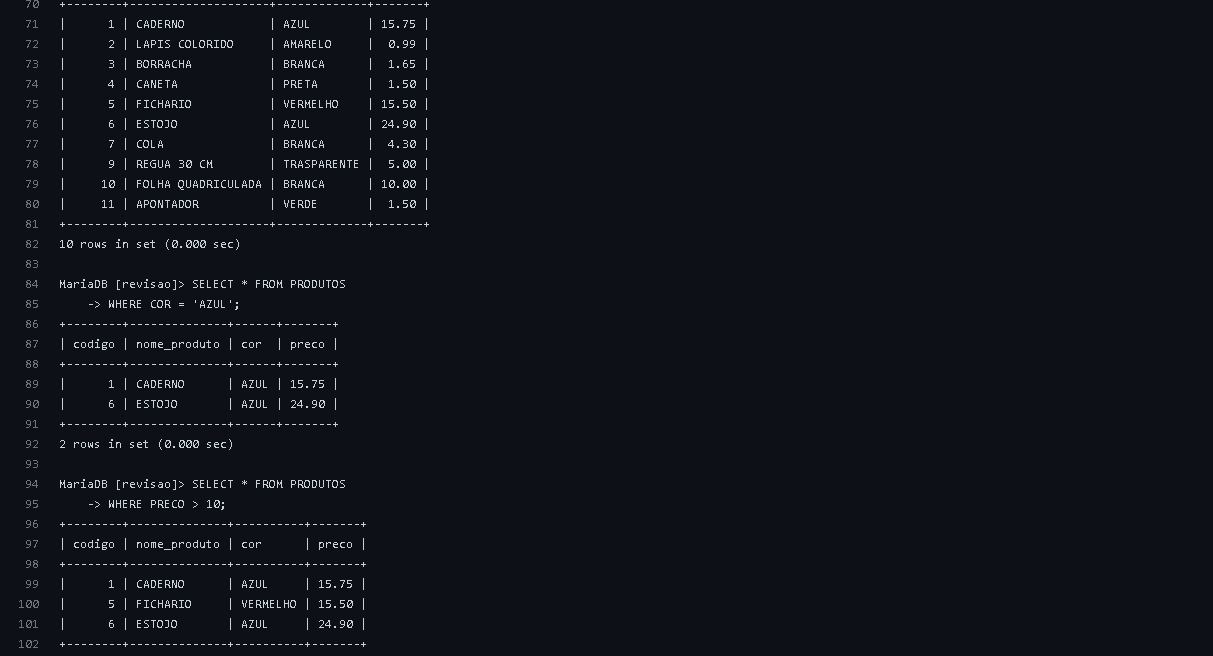 70 +--------+--------------------+-------------+-------+
71 |      1 | CADERNO            | AZUL        | 15.75 |
72 |      2 | LAPIS COLORIDO     | AMARELO     |  0.99 |
73 |      3 | BORRACHA           | BRANCA      |  1.65 |
74 |      4 | CANETA             | PRETA       |  1.50 |
75 |      5 | FICHARIO           | VERMELHO    | 15.50 |
76 |      6 | ESTOJO             | AZUL        | 24.90 |
77 |      7 | COLA               | BRANCA      |  4.30 |
78 |      9 | REGUA 30 CM        | TRASPARENTE |  5.00 |
79 |     10 | FOLHA QUADRICULADA | BRANCA      | 10.00 |
80 |     11 | APONTADOR          | VERDE       |  1.50 |
81 +--------+--------------------+-------------+-------+
82 10 rows in set (0.000 sec)
83
84 MariaDB [revisao]> SELECT * FROM PRODUTOS
85     -> WHERE COR = 'AZUL';
86 +--------+--------------+------+-------+
87 | codigo | nome_produto | cor  | preco |
88 +--------+--------------+------+-------+
89 |      1 | CADERNO      | AZUL | 15.75 |
90 |      6 | ESTOJO       | AZUL | 24.90 |
91 +--------+--------------+------+-------+
92 2 rows in set (0.000 sec)
93
94 MariaDB [revisao]> SELECT * FROM PRODUTOS
95     -> WHERE PRECO > 10;
96 +--------+--------------+----------+-------+
97 | codigo | nome_produto | cor      | preco |
98 +--------+--------------+----------+-------+
99 |      1 | CADERNO      | AZUL     | 15.75 |
100 |      5 | FICHARIO     | VERMELHO | 15.50 |
101 |      6 | ESTOJO       | AZUL     | 24.90 |
102 +--------+--------------+----------+-------+